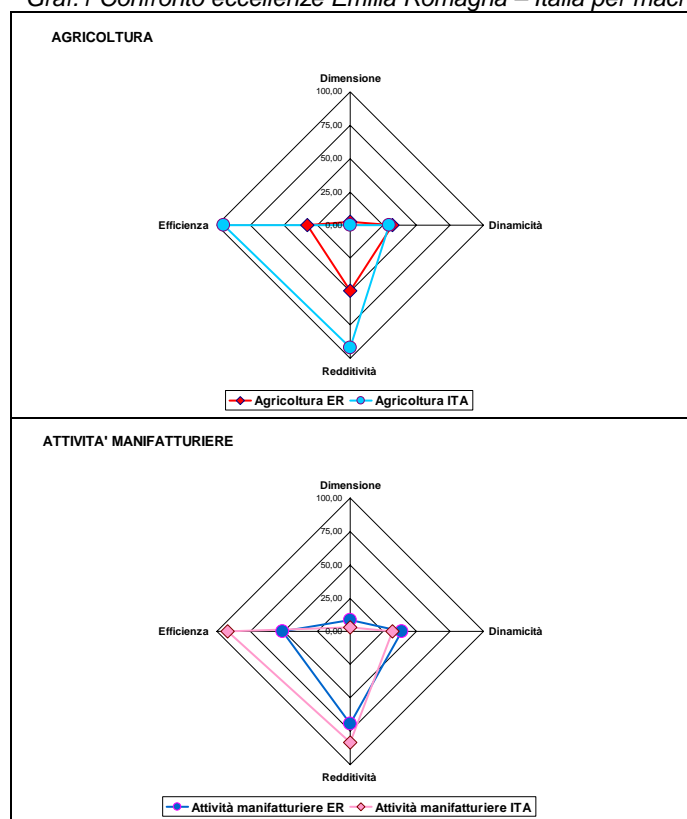 Graf.1 Confronto eccellenze Emilia Romagna – Italia per
AGRICOLTURA
Dimensione
100,00
75,00
50,00
25,00
0,00
Efficienza
Dinamicità
Redditività
Agricoltura ER Agricoltura ITA
ATTIVITA' MANIFATTURIERE
Dimensione
100,00
75,00
50,00
25,00
0,00
Efficienza
Dinamicità
Redditività
Attività manifatturiere ER Attività manifatturiere ITA